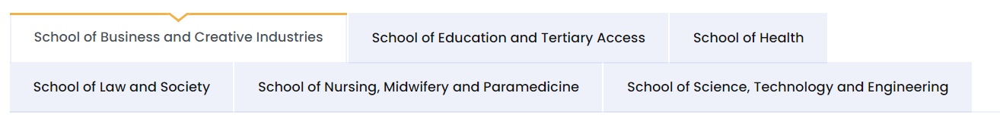 School of Business and Creative Industries
School of Education and Tertiary Access
School of Health
School of Law and Society
School of Nursing, Midwifery and Paramedicine
School of Science, Technology and Engineering